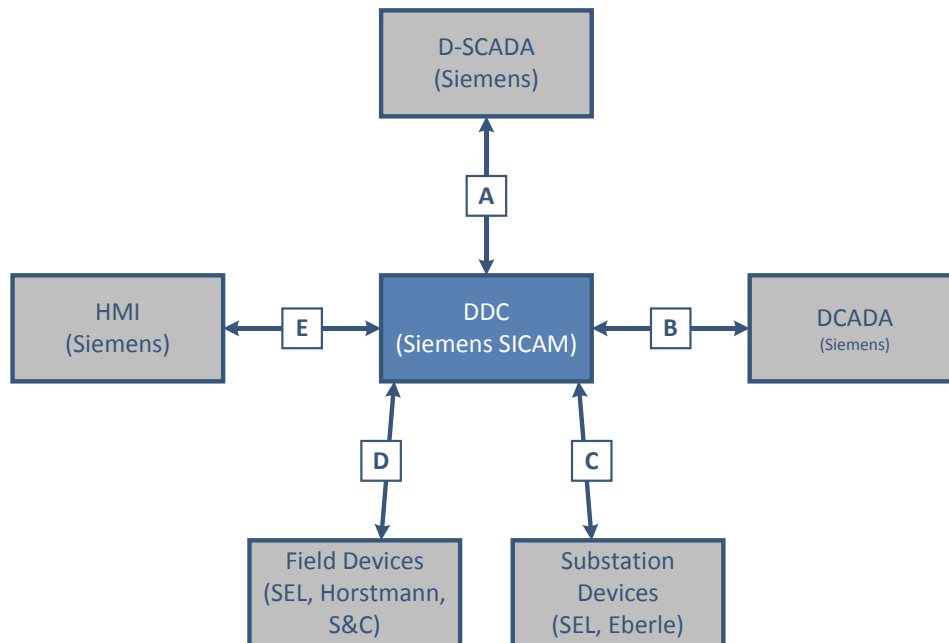 D-SCADA
(Siemens)
A
HMI
(Siemens)
E
DDC
(Siemens SICAM)
B
DCADA
(Siemens)
D
C
Field Devices
(SEL, Horstmann,
S&C)
Substation
Devices
(SEL, Eberle)